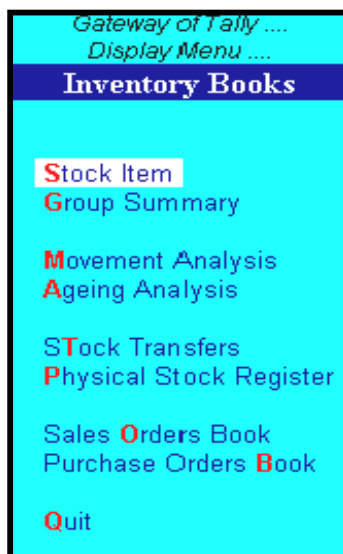 Gateway of Tally ....
Display Menu ....
Inventory Books
Stock Item
Group Summary
Movement Analysis
Ageing Analysis
STock Transfers
Physical Stock Register
Sales Orders Book
Purchase Orders Book
Quit